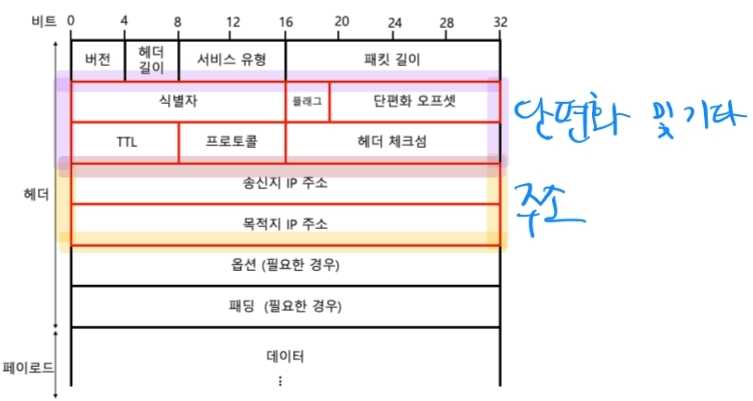 비트 0 4 8 12 16 20 24 28 32
버전 헤더 길이 서비스 유형 패킷 길이
식별자 플래그 단편화 오프셋
단편화 및 기타
TTL 프로토콜 헤더 체크섬
헤더
송신지 IP 주소
주소
목적지 IP 주소
옵션 (필요한 경우)
패딩 (필요한 경우)
페이로드
데이터
⋮